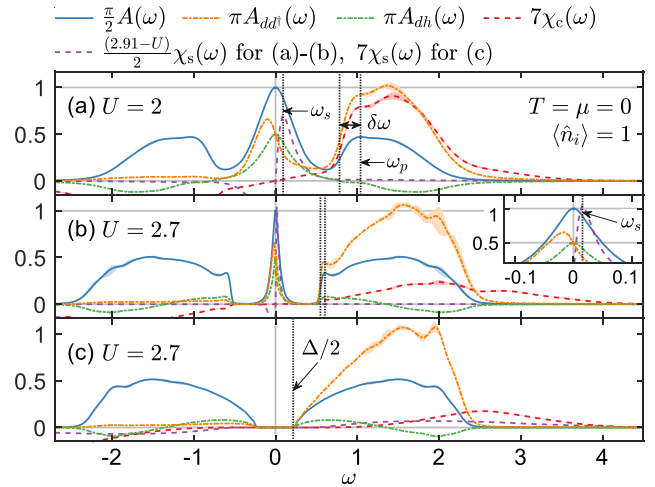 π/2 A(ω) πA_{dd†}(ω) πA_{dh}(ω) 7χ_c(ω)
(2.91−U)/2 χ_s(ω) for (a)-(b), 7χ_s(ω) for (c)
1
0.5
0
(a) U = 2
ω_s
δω
ω_p
T = μ = 0
⟨n̂_i⟩ = 1
1
0.5
0
(b) U = 2.7
1
0.5
ω_s
-0.1 0 0.1
1
0.5
0
(c) U = 2.7
Δ/2
-2 -1 0 1 2 3 4
ω